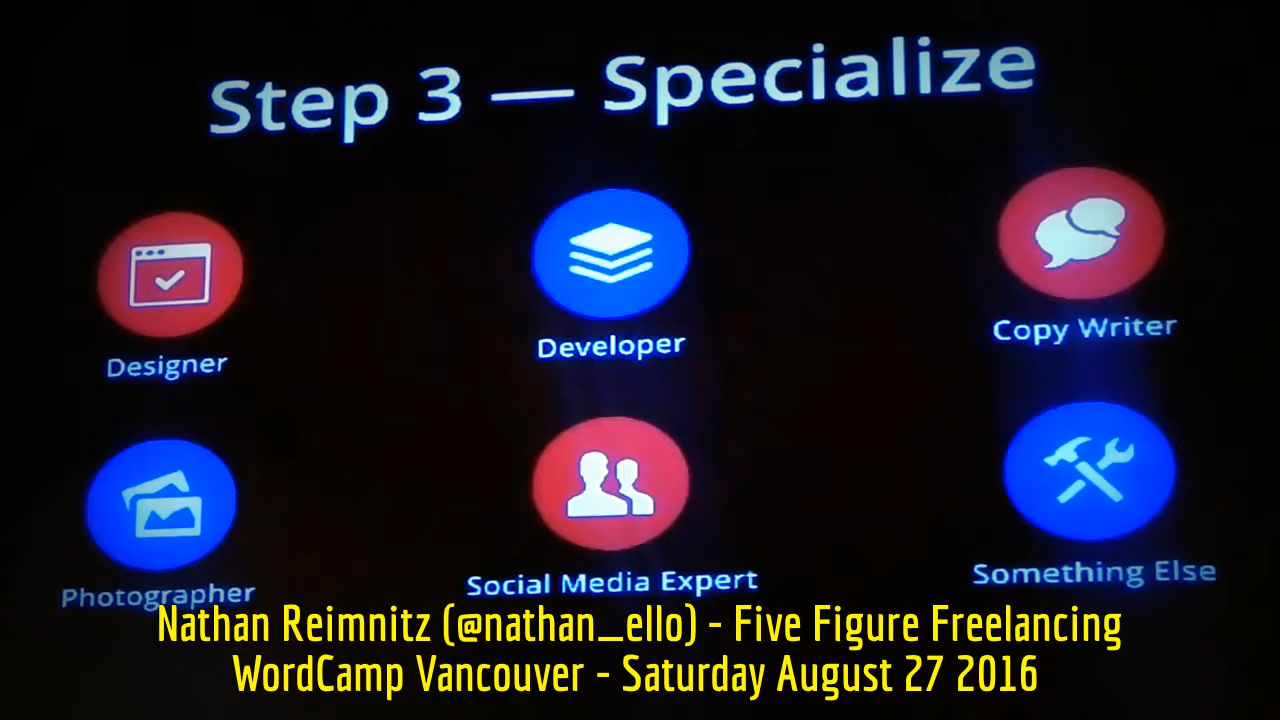 Step 3 — Specialize
Designer
Developer
Copy Writer
Photographer
Social Media Expert
Something Else
Nathan Reimnitz (@nathan_ello) - Five Figure Freelancing
WordCamp Vancouver - Saturday August 27 2016